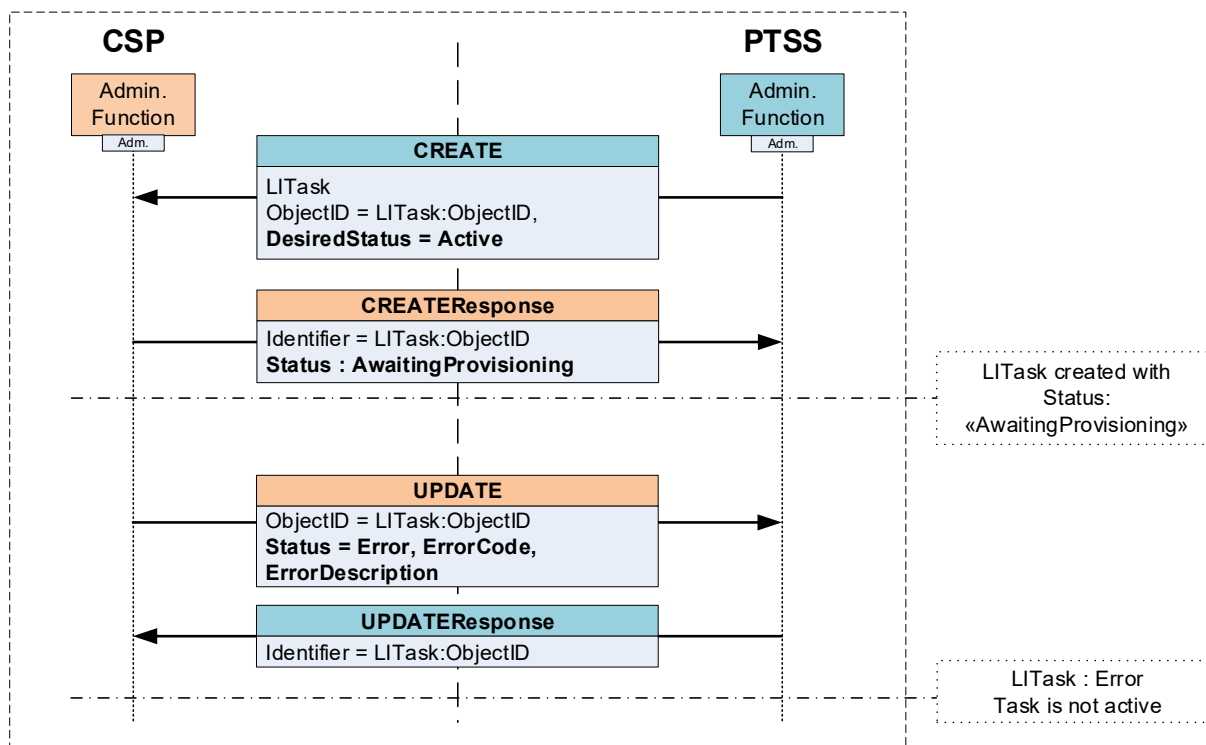 CSP
PTSS
Admin.
Function
Adm.
Admin.
Function
Adm.
CREATE
LITask
ObjectID = LITask:ObjectID,
DesiredStatus = Active
CREATEResponse
Identifier = LITask:ObjectID
Status : AwaitingProvisioning
LITask created with
Status:
«AwaitingProvisioning»
UPDATE
ObjectID = LITask:ObjectID
Status = Error, ErrorCode,
ErrorDescription
UPDATEResponse
Identifier = LITask:ObjectID
LITask : Error
Task is not active